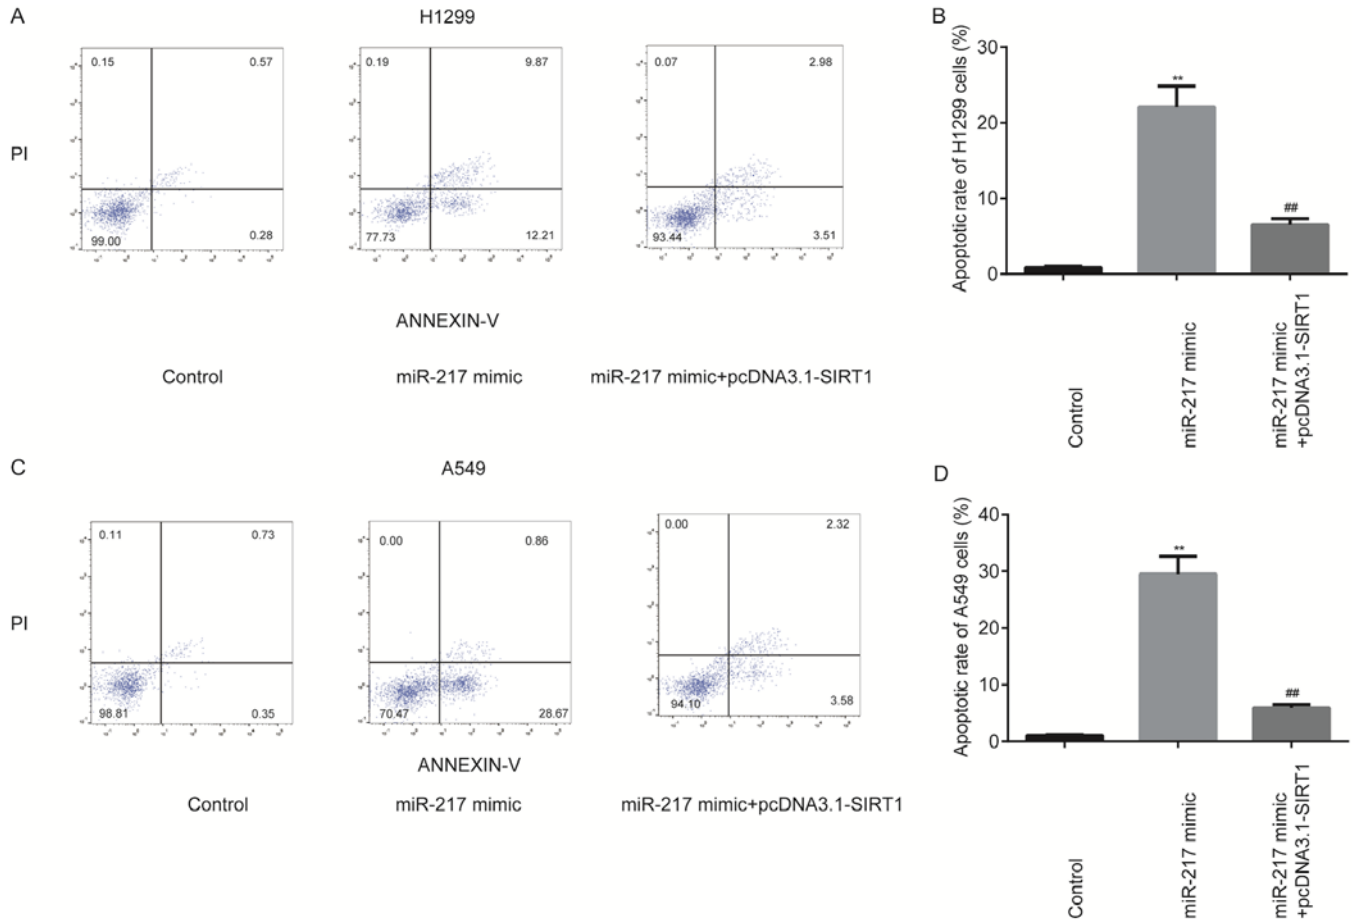 A
H1299
B
0.15
0.57
0.19
9.87
0.07
2.98
PI
99.00
0.28
77.73
12.21
93.44
3.51
ANNEXIN-V
Control
miR-217 mimic
miR-217 mimic+pcDNA3.1-SIRT1
Apoptotic rate of H1299 cells (%)
30
20
10
0
**
##
Control
miR-217 mimic
miR-217 mimic
+pcDNA3.1-SIRT1
C
A549
D
0.11
0.73
0.00
0.86
0.00
2.32
PI
98.81
0.35
70.47
28.67
94.10
3.58
ANNEXIN-V
Control
miR-217 mimic
miR-217 mimic+pcDNA3.1-SIRT1
Apoptotic rate of A549 cells (%)
40
30
20
10
0
**
##
Control
miR-217 mimic
miR-217 mimic
+pcDNA3.1-SIRT1